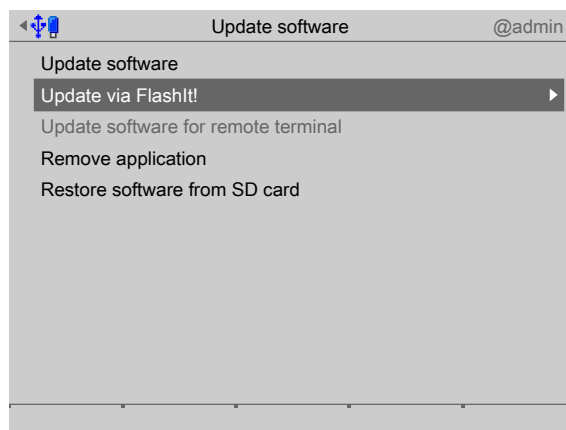 Update software @admin
Update software
Update via FlashIt!
Update software for remote terminal
Remove application
Restore software from SD card